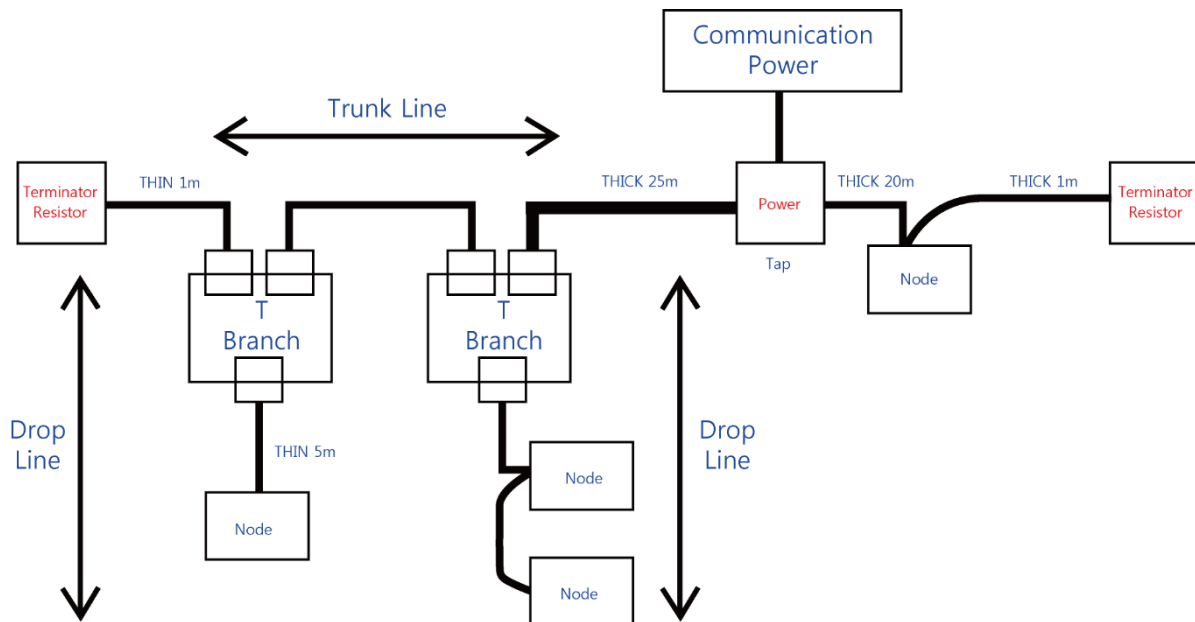 Communication
Power
Trunk Line
Terminator
Resistor
THIN 1m
THICK 25m
Power
THICK 20m
THICK 1m
Terminator
Resistor
Tap
Node
T
Branch
T
Branch
Drop
Line
THIN 5m
Node
Node
Node
Drop
Line